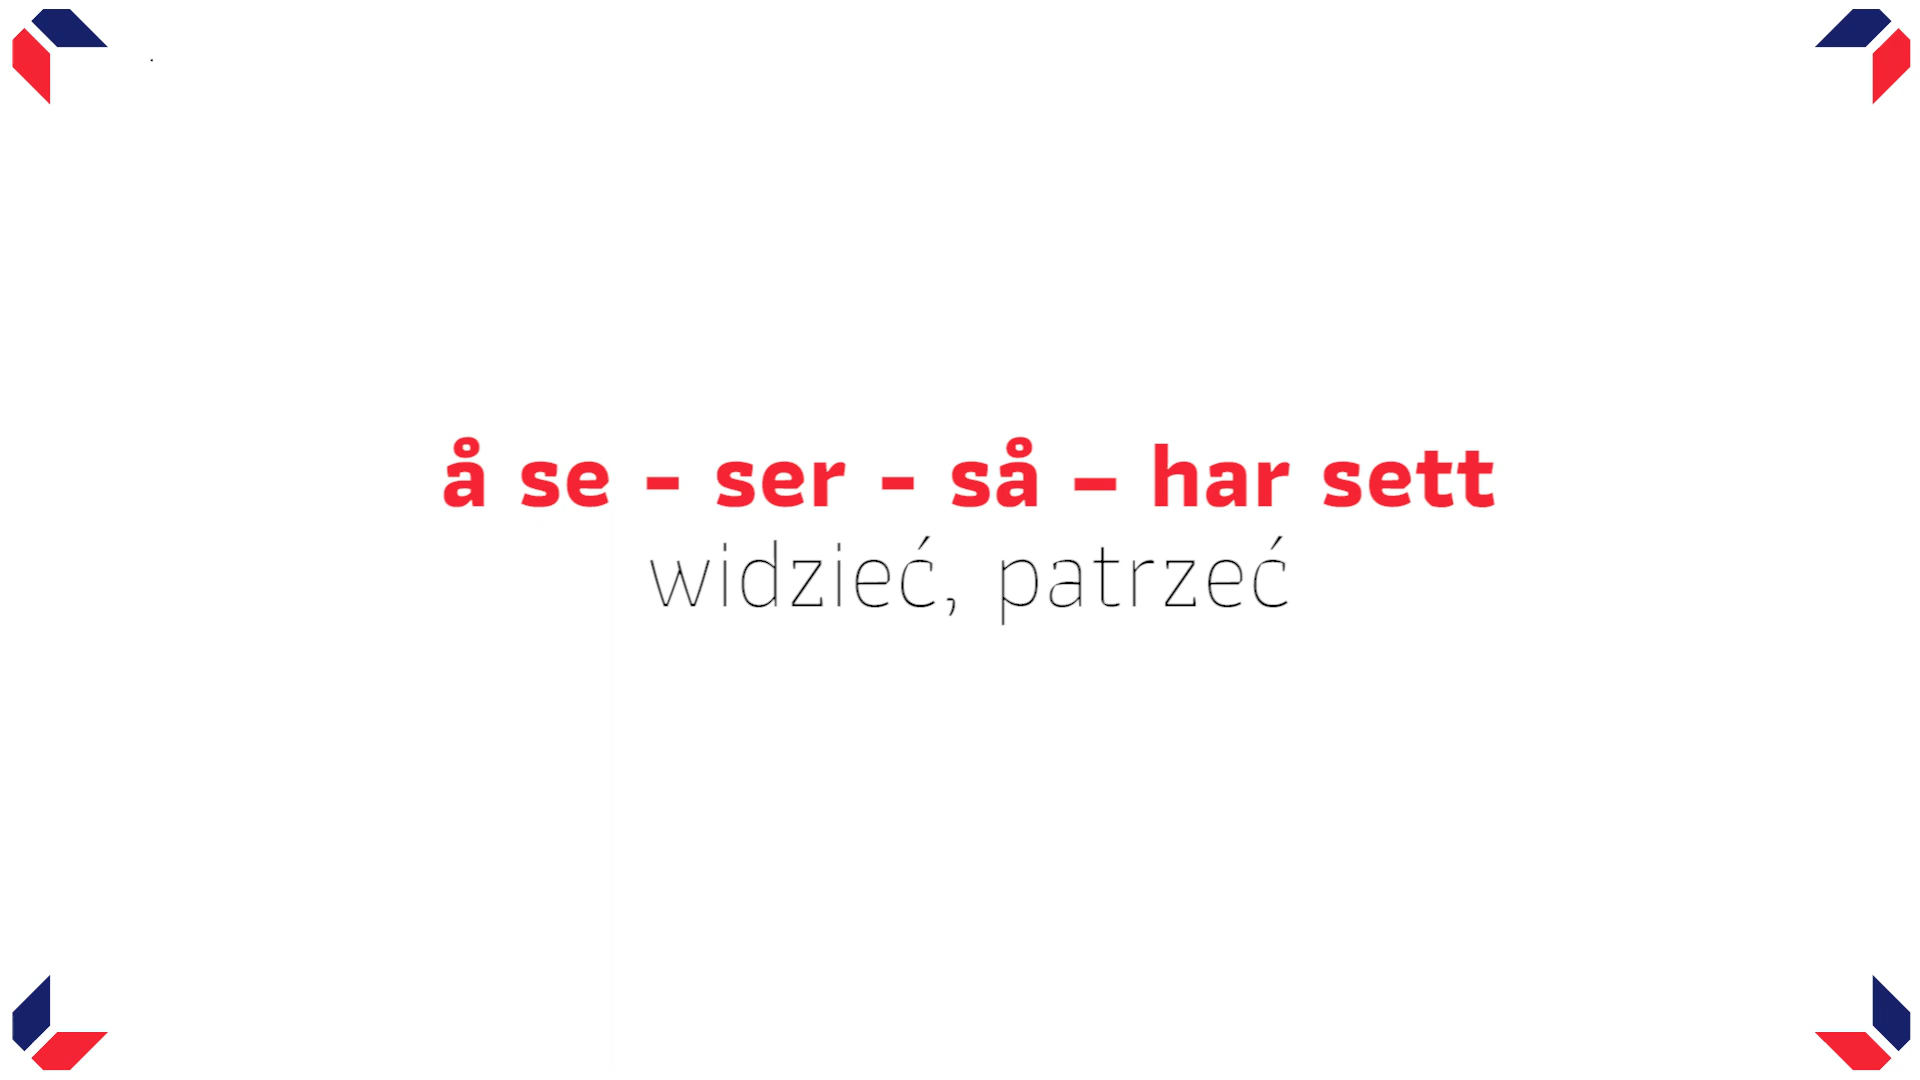 å se - ser - så – har sett
widzieć, patrzeć